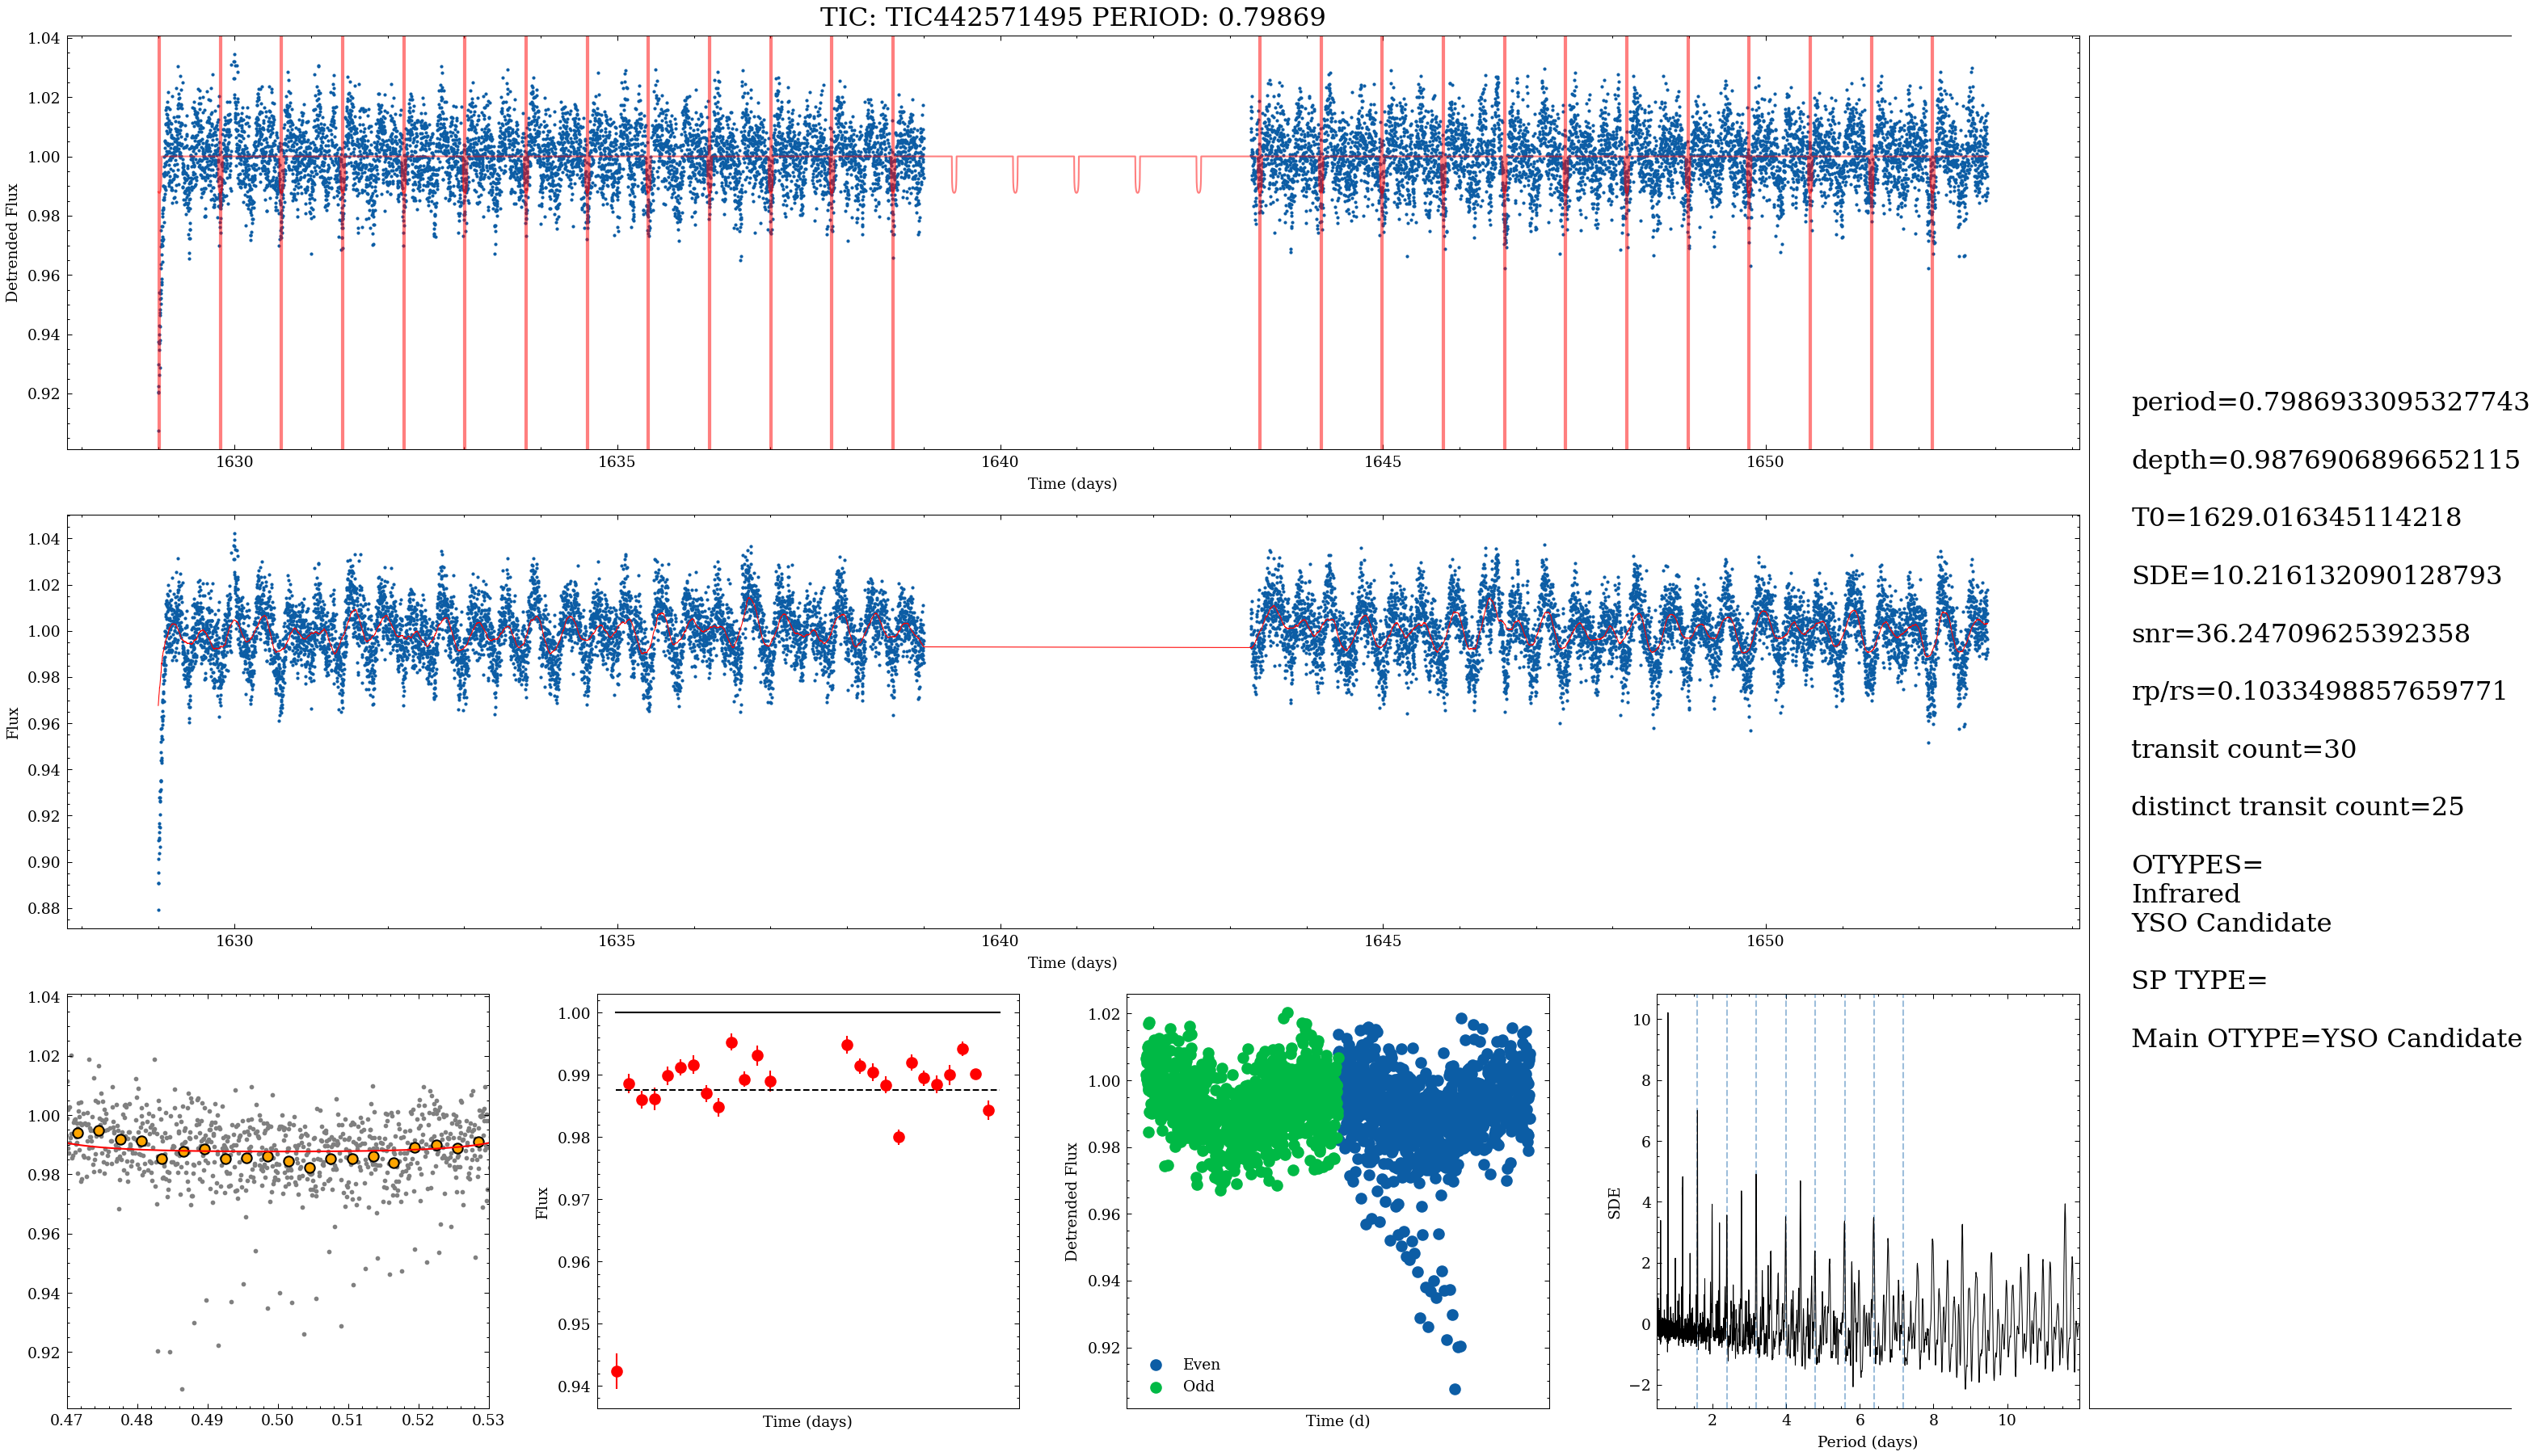 TIC: TIC442571495 PERIOD: 0.79869
1.04
1.02
1.00
0.98
0.96
0.94
0.92
Detrended Flux
1630
1635
1640
1645
1650
Time (days)
1.04
1.02
1.00
0.98
0.96
0.94
0.92
0.90
0.88
Flux
1630
1635
1640
1645
1650
Time (days)
1.04
1.02
1.00
0.98
0.96
0.94
0.92
0.47
0.48
0.49
0.50
0.51
0.52
0.53
1.00
0.99
0.98
0.97
0.96
0.95
0.94
Flux
Time (days)
1.02
1.00
0.98
0.96
0.94
0.92
Detrended Flux
Even
Odd
Time (d)
10
8
6
4
2
0
−2
SDE
2
4
6
8
10
Period (days)
period=0.7986933095327743
depth=0.9876906896652115
T0=1629.016345114218
SDE=10.216132090128793
snr=36.24709625392358
rp/rs=0.1033498857659771
transit count=30
distinct transit count=25
OTYPES=
Infrared
YSO Candidate
SP TYPE=
Main OTYPE=YSO Candidate